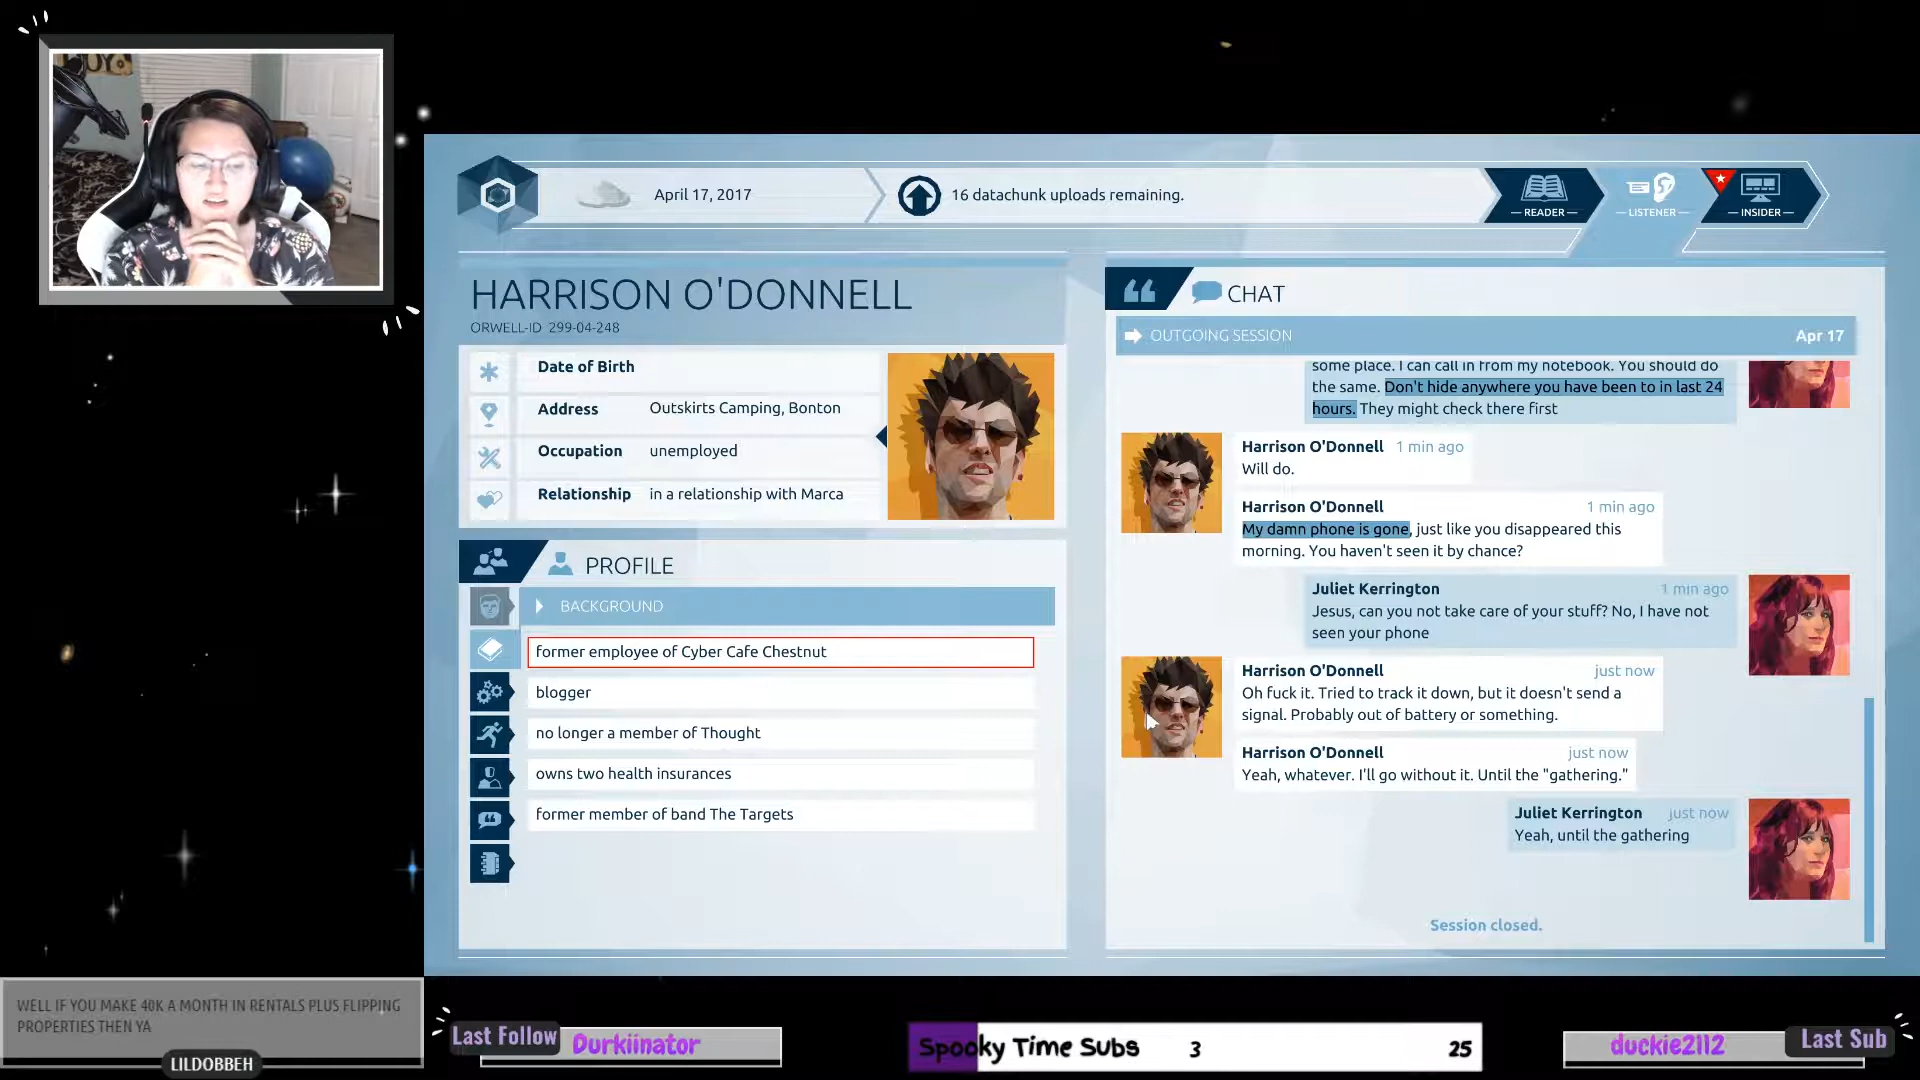 April 17, 2017
16 datachunk uploads remaining.
READER
LISTENER
INSIDER
HARRISON O'DONNELL
ORWELL-ID 299-04-248
Date of Birth
Address Outskirts Camping, Bonton
Occupation unemployed
Relationship in a relationship with Marca
PROFILE
BACKGROUND
former employee of Cyber Cafe Chestnut
blogger
no longer a member of Thought
owns two health insurances
former member of band The Targets
CHAT
OUTGOING SESSION Apr 17
some place. I can call in from my notebook. You should do
the same. Don't hide anywhere you have been to in last 24
hours. They might check there first
Harrison O'Donnell 1 min ago
Will do.
Harrison O'Donnell 1 min ago
My damn phone is gone, just like you disappeared this
morning. You haven't seen it by chance?
Juliet Kerrington 1 min ago
Jesus, can you not take care of your stuff? No, I have not
seen your phone
Harrison O'Donnell just now
Oh fuck it. Tried to track it down, but it doesn't send a
signal. Probably out of battery or something.
Harrison O'Donnell just now
Yeah, whatever. I'll go without it. Until the "gathering."
Juliet Kerrington just now
Yeah, until the gathering
Session closed.
WELL IF YOU MAKE 40K A MONTH IN RENTALS PLUS FLIPPING
PROPERTIES THEN YA
LILDOBBEH
Last Follow Durkiinator
Spooky Time Subs 3 25
duckie2112 Last Sub